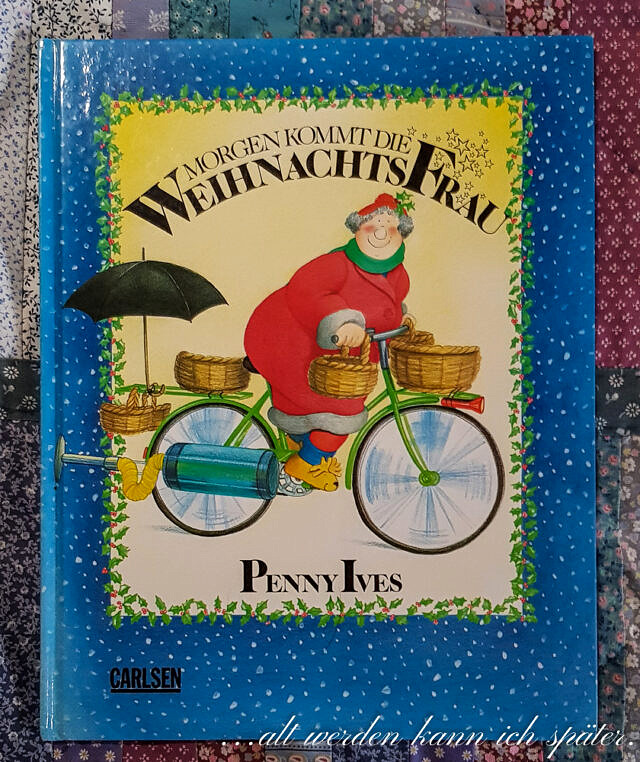 MORGEN KOMMT DIE
WEIHNACHTSFRAU
PENNY IVES
CARLSEN
....alt werden kann ich später.